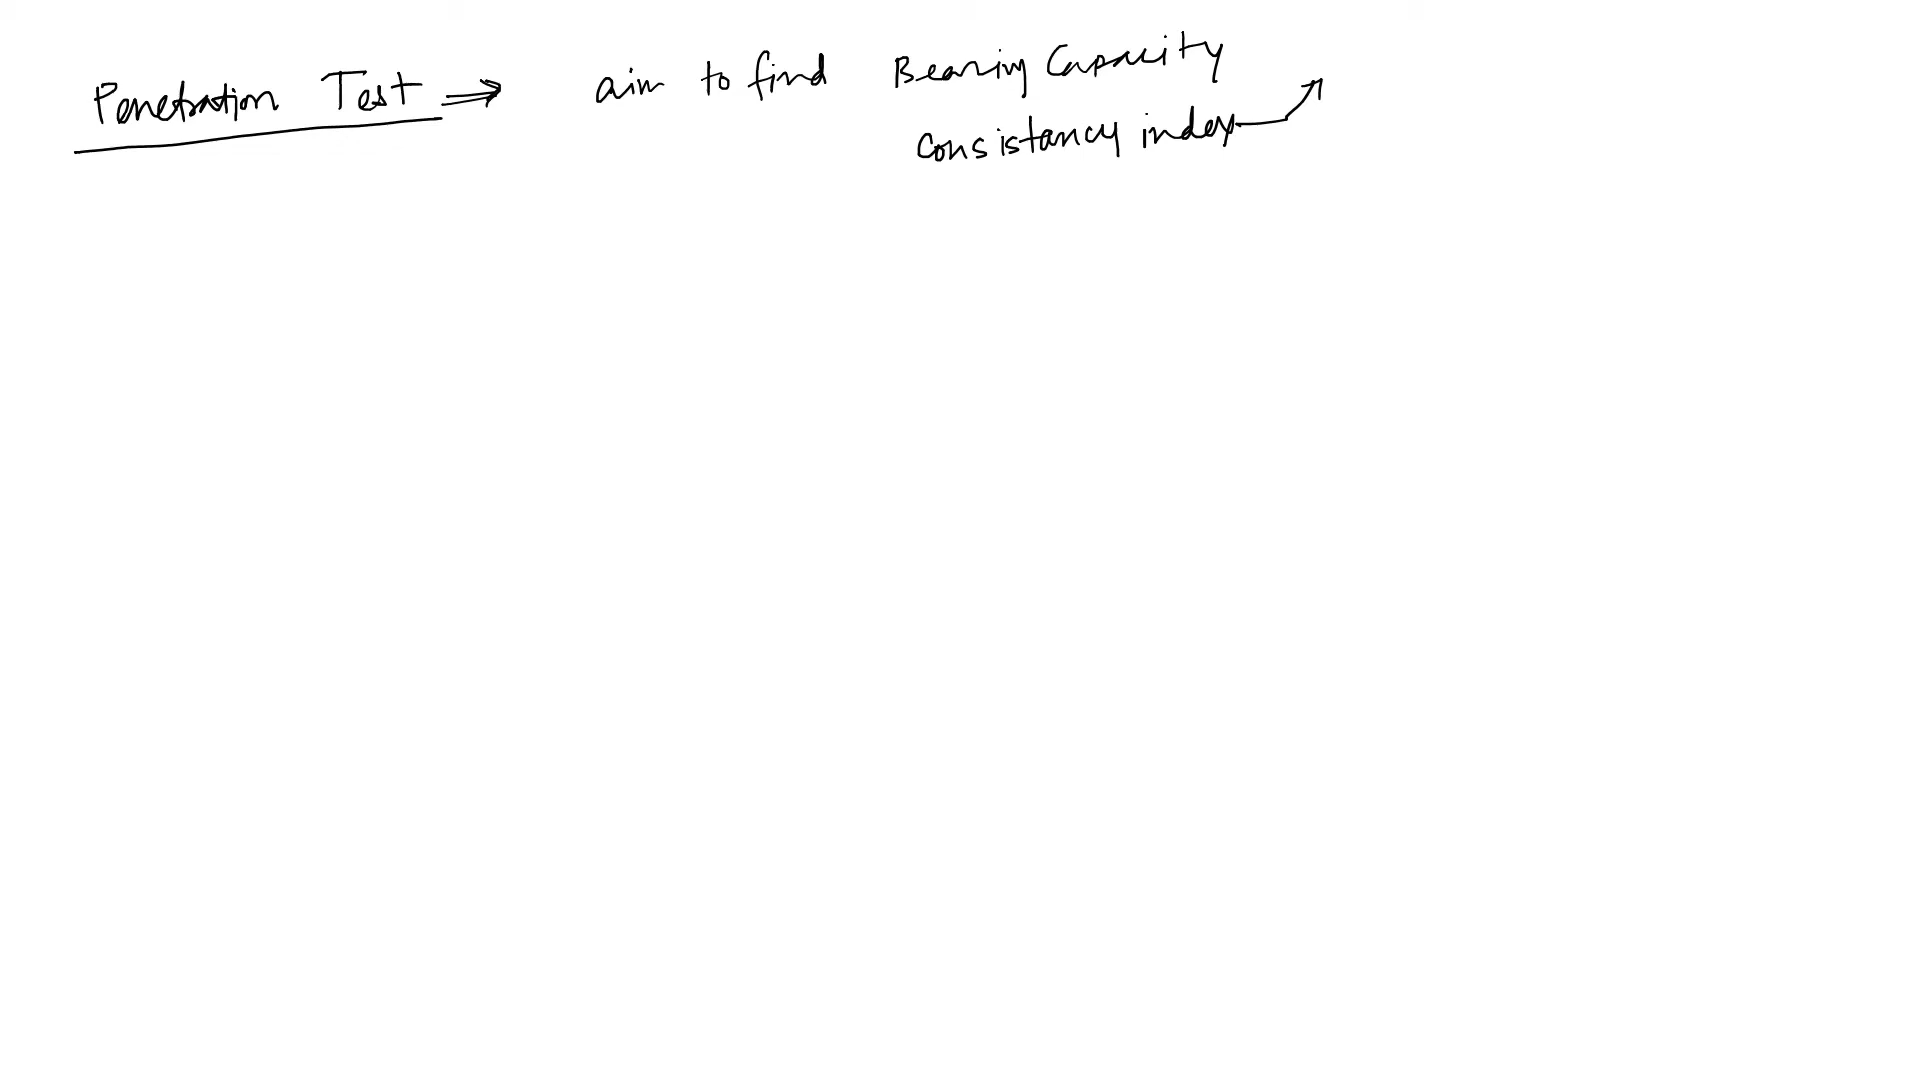 Penetration Test ⇒ aim to find Bearing Capacity
Consistancy index